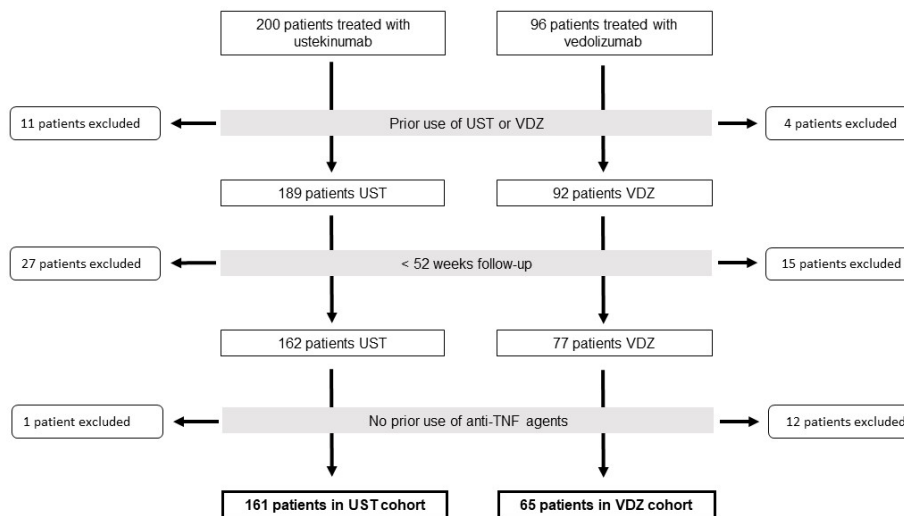 200 patients treated with
ustekinumab
96 patients treated with
vedolizumab
11 patients excluded
Prior use of UST or VDZ
4 patients excluded
189 patients UST
92 patients VDZ
27 patients excluded
< 52 weeks follow-up
15 patients excluded
162 patients UST
77 patients VDZ
1 patient excluded
No prior use of anti-TNF agents
12 patients excluded
161 patients in UST cohort
65 patients in VDZ cohort